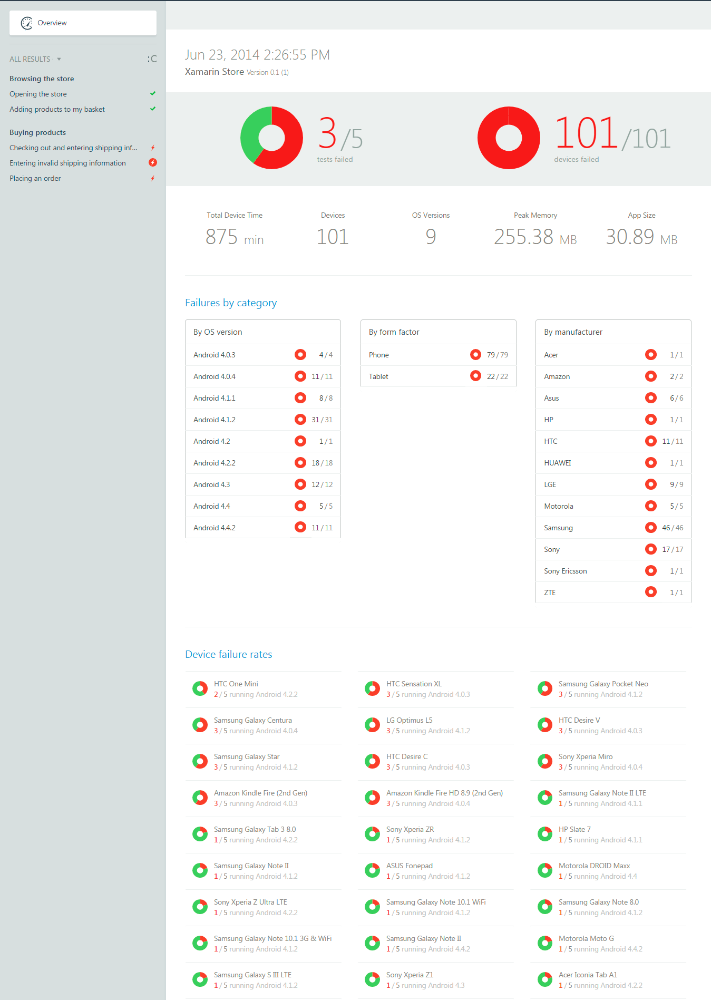 Overview
ALL RESULTS
Browsing the store
Opening the store
Adding products to my basket
Buying products
Checking out and entering shipping inf...
Entering invalid shipping information
Placing an order
Jun 23, 2014 2:26:55 PM
Xamarin Store Version 0.1 (1)
3/5
tests failed
101/101
devices failed
Total Device Time
875 min
Devices
101
OS Versions
9
Peak Memory
255.38 MB
App Size
30.89 MB
Failures by category
By OS version
Android 4.0.3 4/4
Android 4.0.4 11/11
Android 4.1.1 8/8
Android 4.1.2 31/31
Android 4.2 1/1
Android 4.2.2 18/18
Android 4.3 12/12
Android 4.4 5/5
Android 4.4.2 11/11
By form factor
Phone 79/79
Tablet 22/22
By manufacturer
Acer 1/1
Amazon 2/2
Asus 6/6
HP 1/1
HTC 11/11
HUAWEI 1/1
LGE 9/9
Motorola 5/5
Samsung 46/46
Sony 17/17
Sony Ericsson 1/1
ZTE 1/1
Device failure rates
HTC One Mini
2/5 running Android 4.2.2
HTC Sensation XL
3/5 running Android 4.0.3
Samsung Galaxy Pocket Neo
3/5 running Android 4.1.2
Samsung Galaxy Centura
3/5 running Android 4.0.4
LG Optimus L5
3/5 running Android 4.1.2
HTC Desire V
3/5 running Android 4.0.3
Samsung Galaxy Star
3/5 running Android 4.1.2
HTC Desire C
3/5 running Android 4.0.3
Sony Xperia Miro
3/5 running Android 4.0.4
Amazon Kindle Fire (2nd Gen)
3/5 running Android 4.0.3
Amazon Kindle Fire HD 8.9 (2nd Gen)
3/5 running Android 4.0.4
Samsung Galaxy Note II LTE
1/5 running Android 4.1.1
Samsung Galaxy Tab 3 8.0
1/5 running Android 4.2.2
Sony Xperia ZR
1/5 running Android 4.1.2
HP Slate 7
1/5 running Android 4.1.1
Samsung Galaxy Note II
1/5 running Android 4.1.2
ASUS Fonepad
1/5 running Android 4.1.2
Motorola DROID Maxx
1/5 running Android 4.4
Sony Xperia Z Ultra LTE
1/5 running Android 4.2.2
Samsung Galaxy Note 10.1 WiFi
1/5 running Android 4.1.2
Samsung Galaxy Note 8.0
1/5 running Android 4.1.2
Samsung Galaxy Note 10.1 3G & WiFi
1/5 running Android 4.1.2
Samsung Galaxy Note II
1/5 running Android 4.4.2
Motorola Moto G
1/5 running Android 4.4.2
Samsung Galaxy S III LTE
1/5 running Android 4.1.2
Sony Xperia Z1
1/5 running Android 4.3
Acer Iconia Tab A1
1/5 running Android 4.2.2